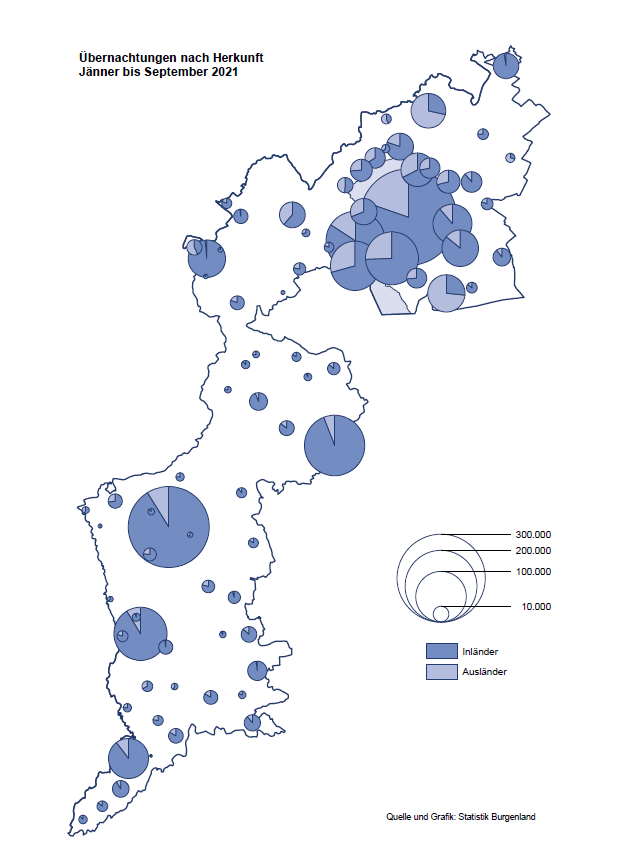 Übernachtungen nach Herkunft
Jänner bis September 2021
300.000
200.000
100.000
10.000
Inländer
Ausländer
Quelle und Grafik: Statistik Burgenland